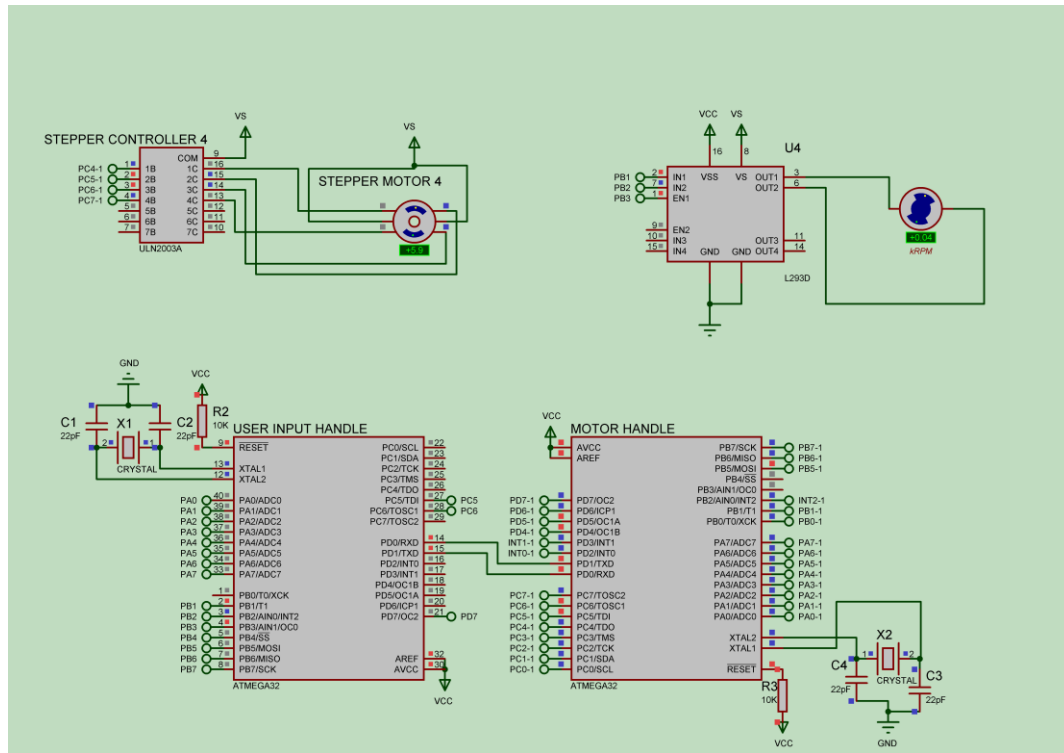 VS
STEPPER CONTROLLER 4
COM 9
PC4-1 1 1B 1C 16
PC5-1 2 2B 2C 15
PC6-1 3 3B 3C 14
PC7-1 4 4B 4C 13
5 5B 5C 12
6 6B 6C 11
7 7B 7C 10
ULN2003A
VS
STEPPER MOTOR 4
+5.9
VCC VS
16 8
U4
VSS VS
PB1 2 IN1 OUT1 3
PB2 7 IN2 OUT2 6
PB3 1 EN1
9 EN2
10 IN3 OUT3 11
15 IN4 GND GND OUT4 14
L293D
+0.04
kRPM
GND
C1
22pF
X1
2 1
CRYSTAL
C2
22pF
VCC
R2
10K
USER INPUT HANDLE
9 RESET PC0/SCL 22
PC1/SDA 23
13 XTAL1 PC2/TCK 24
12 XTAL2 PC3/TMS 25
PC4/TDO 26
PA0 40 PA0/ADC0 PC5/TDI 27 PC5
PA1 39 PA1/ADC1 PC6/TOSC1 28 PC6
PA2 38 PA2/ADC2 PC7/TOSC2 29
PA3 37 PA3/ADC3
PA4 36 PA4/ADC4 PD0/RXD 14
PA5 35 PA5/ADC5 PD1/TXD 15
PA6 34 PA6/ADC6 PD2/INT0 16
PA7 33 PA7/ADC7 PD3/INT1 17
PD4/OC1B 18
1 PB0/T0/XCK PD5/OC1A 19
PB1 2 PB1/T1 PD6/ICP1 20
PB2 3 PB2/AIN0/INT2 PD7/OC2 21 PD7
PB3 4 PB3/AIN1/OC0
PB4 5 PB4/SS
PB5 6 PB5/MOSI
PB6 7 PB6/MISO AREF 32
PB7 8 PB7/SCK AVCC 30
ATMEGA32
VCC
VCC
MOTOR HANDLE
AVCC PB7/SCK PB7-1
AREF PB6/MISO PB6-1
PB5/MOSI PB5-1
PB4/SS
PB3/AIN1/OC0
PD7-1 PD7/OC2 PB2/AIN0/INT2 INT2-1
PD6-1 PD6/ICP1 PB1/T1 PB1-1
PD5-1 PD5/OC1A PB0/T0/XCK PB0-1
PD4-1 PD4/OC1B
INT1-1 PD3/INT1 PA7/ADC7 PA7-1
INT0-1 PD2/INT0 PA6/ADC6 PA6-1
PD1/TXD PA5/ADC5 PA5-1
PD0/RXD PA4/ADC4 PA4-1
PA3/ADC3 PA3-1
PC7-1 PC7/TOSC2 PA2/ADC2 PA2-1
PC6-1 PC6/TOSC1 PA1/ADC1 PA1-1
PC5-1 PC5/TDI PA0/ADC0 PA0-1
PC4-1 PC4/TDO
PC3-1 PC3/TMS XTAL2
PC2-1 PC2/TCK XTAL1
PC1-1 PC1/SDA
PC0-1 PC0/SCL RESET
ATMEGA32
R3
10K
VCC
X2
1 2
CRYSTAL
C4
22pF
C3
22pF
GND